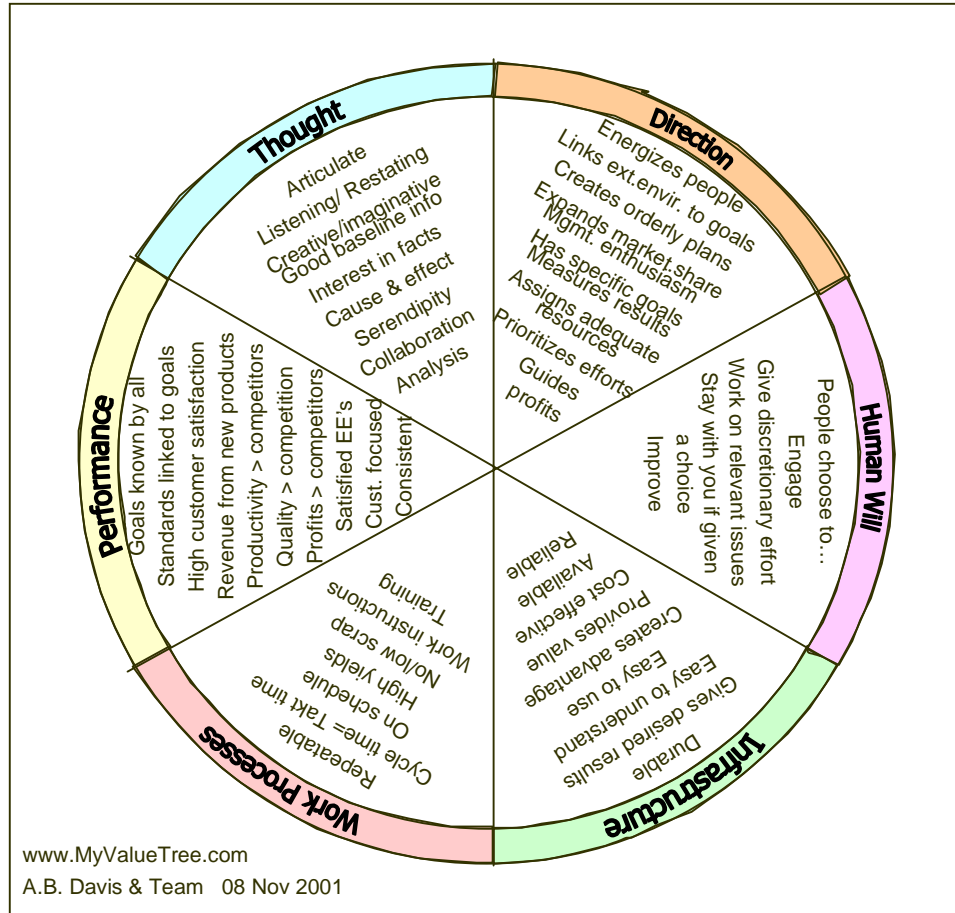 Thought
Articulate
Listening/ Restating
Creative/imaginative
Good baseline info
Interest in facts
Cause & effect
Serendipity
Collaboration
Analysis
Direction
Energizes people
Links ext.envir. to goals
Creates orderly plans
Expands market.share
Mgmt. enthusiasm
Has specific goals
Measures results
Assigns adequate
resources
Prioritizes efforts
Guides
profits
Human Will
People choose to...
Engage
Give discretionary effort
Work on relevant issues
Stay with you if given
a choice
Improve
Infrastructure
Reliable
Available
Cost effective
Provides value
Creates advantage
Easy to use
Easy to understand
Gives desired results
Durable
Work Processes
Training
Work instructions
No/low scrap
High yields
On schedule
Cycle time= Takt time
Repeatable
Performance
Goals known by all
Standards linked to goals
High customer satisfaction
Revenue from new products
Productivity > competitors
Quality > competition
Profits > competitors
Satisfied EE's
Cust. focused
Consistent
www.MyValueTree.com
A.B. Davis & Team 08 Nov 2001